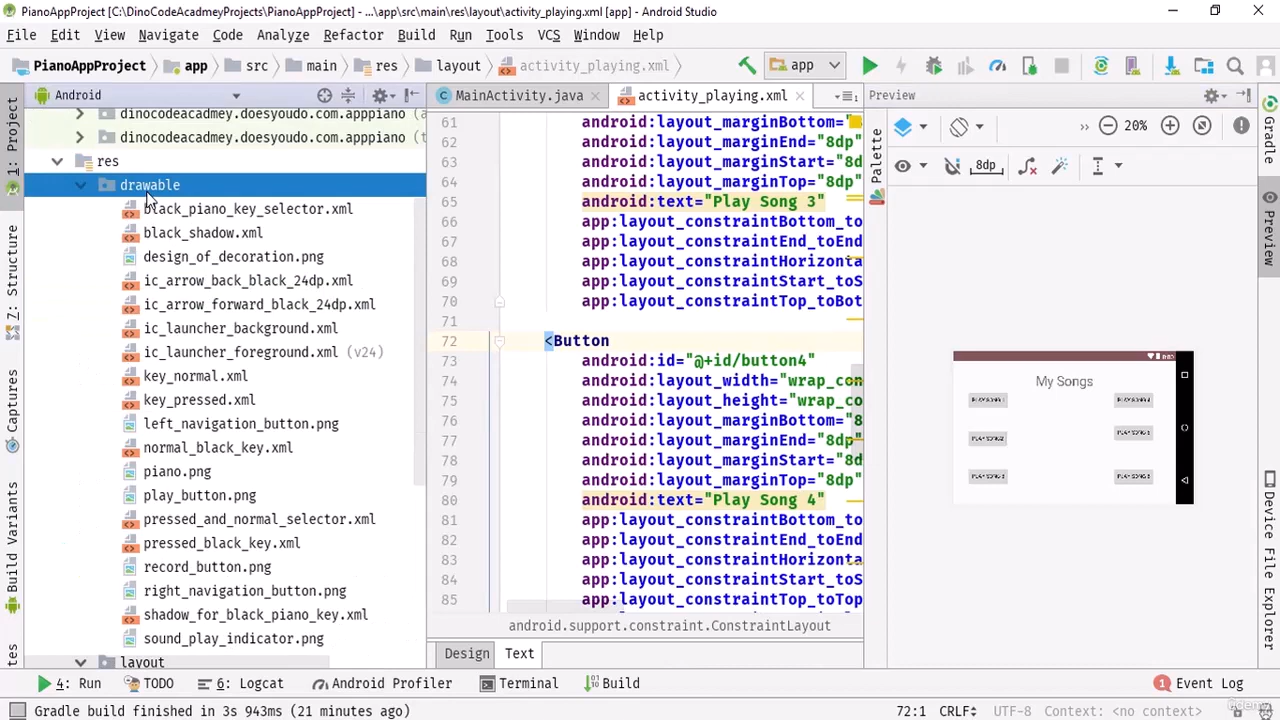 PianoAppProject [C:\DinoCodeAcadmeyProjects\PianoAppProject] - ...\app\src\main\res\layout\activity_playing.xml [app] - Android Studio
File Edit View Navigate Code Analyze Refactor Build Run Tools VCS Window Help
PianoAppProject app src main res layout activity_playing.xml app
Android
MainActivity.java activity_playing.xml
Preview
1: Project
Z: Structure
Captures
Build Variants
dinocodeacadmey.doesyoudo.com.apppiano
dinocodeacadmey.doesyoudo.com.apppiano
res
drawable
black_piano_key_selector.xml
black_shadow.xml
design_of_decoration.png
ic_arrow_back_black_24dp.xml
ic_arrow_forward_black_24dp.xml
ic_launcher_background.xml
ic_launcher_foreground.xml (v24)
key_normal.xml
key_pressed.xml
left_navigation_button.png
normal_black_key.xml
piano.png
play_button.png
pressed_and_normal_selector.xml
pressed_black_key.xml
record_button.png
right_navigation_button.png
shadow_for_black_piano_key.xml
sound_play_indicator.png
layout
61 android:layout_marginBottom="
62 android:layout_marginEnd="8dp
63 android:layout_marginStart="8d
64 android:layout_marginTop="8dp"
65 android:text="Play Song 3"
66 app:layout_constraintBottom_to
67 app:layout_constraintEnd_toEnd
68 app:layout_constraintHorizonta
69 app:layout_constraintStart_toS
70 app:layout_constraintTop_toBot
71
72 <Button
73 android:id="@+id/button4"
74 android:layout_width="wrap_con
75 android:layout_height="wrap_co
76 android:layout_marginBottom="8
77 android:layout_marginEnd="8dp"
78 android:layout_marginStart="8d
79 android:layout_marginTop="8dp"
80 android:text="Play Song 4"
81 app:layout_constraintBottom_to
82 app:layout_constraintEnd_toEnd
83 app:layout_constraintHorizonta
84 app:layout_constraintStart_toS
85 app:layout_constraintTop_toTop
android.support.constraint.ConstraintLayout
Design Text
Palette
20%
8dp
My Songs
Gradle
Preview
Device File Explorer
4: Run TODO 6: Logcat Android Profiler Terminal Build 1 Event Log
Gradle build finished in 3s 943ms (21 minutes ago) 72:1 CRLF UTF-8 Context: <no context>